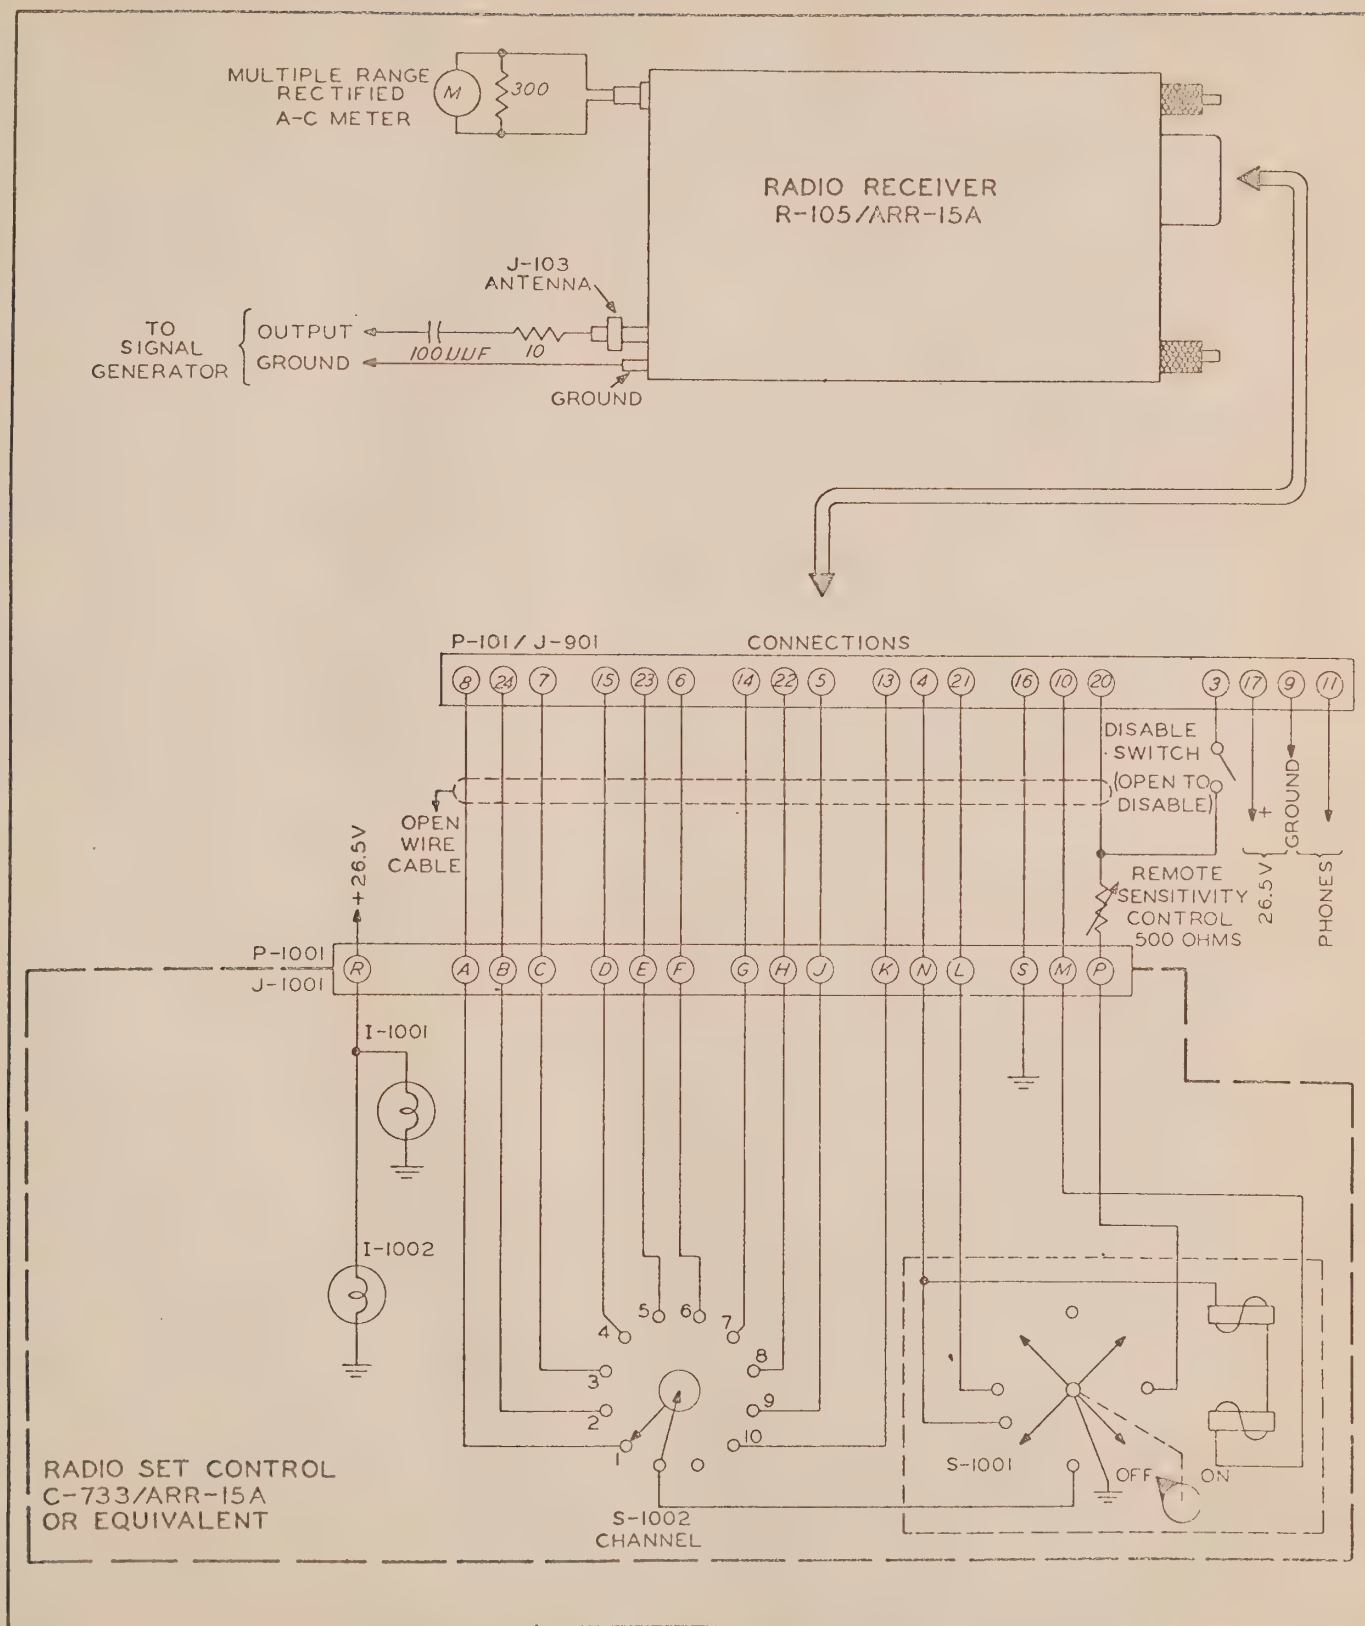 MULTIPLE RANGE
RECTIFIED
A-C METER
M
300
RADIO RECEIVER
R-105/ARR-15A
J-103
ANTENNA
TO
SIGNAL
GENERATOR
OUTPUT
GROUND
100UUF
10
GROUND
P-101/J-901
CONNECTIONS
8 24 7 15 23 6 14 22 5 13 4 21 16 10 20 3 17 9 11
DISABLE
SWITCH
(OPEN TO
DISABLE)
OPEN
WIRE
CABLE
+26.5V
REMOTE
SENSITIVITY
CONTROL
500 OHMS
+
26.5V
GROUND
PHONES
P-1001
J-1001
R A B C D E F G H J K N L S M P
I-1001
I-1002
1
2
3
4
5
6
7
8
9
10
S-1002
CHANNEL
S-1001
OFF
ON
RADIO SET CONTROL
C-733/ARR-15A
OR EQUIVALENT